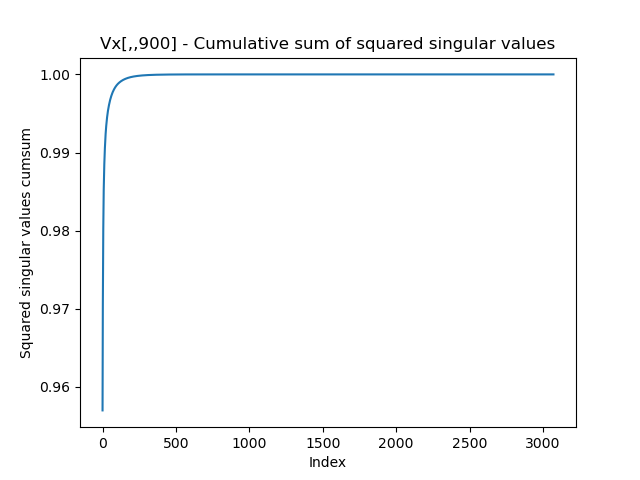 Vx[,,900] - Cumulative sum of squared singular values
Squared singular values cumsum
1.00
0.99
0.98
0.97
0.96
0 500 1000 1500 2000 2500 3000
Index